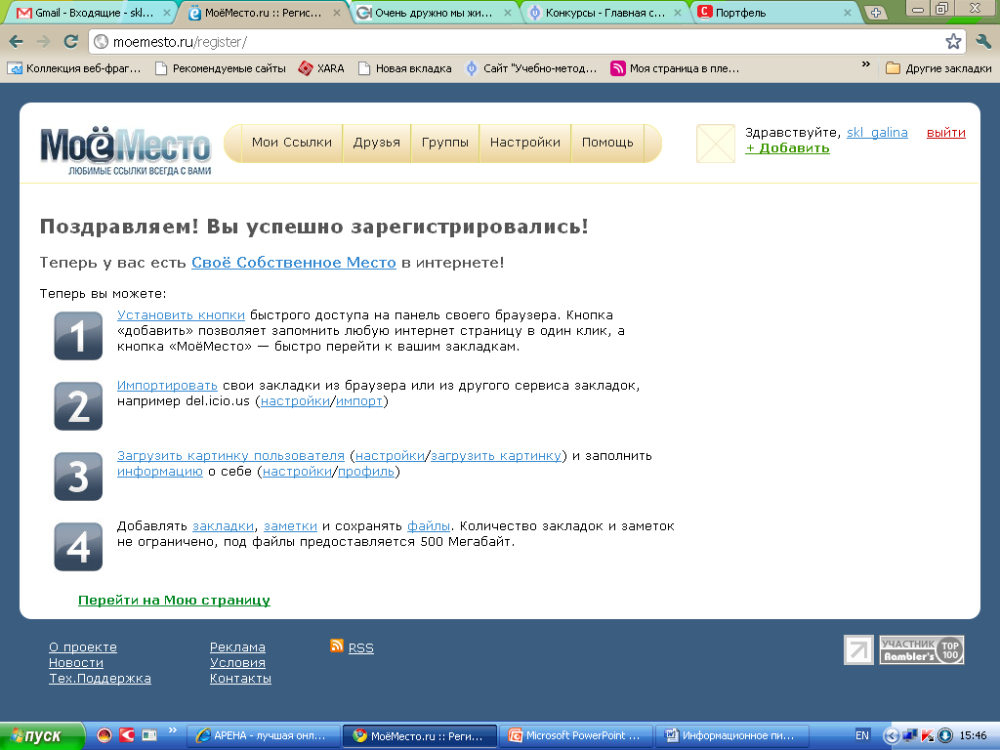 Gmail - Входящие - skl...
МоёМесто.ru :: Регис...
Очень дружно мы жи...
Конкурсы - Главная с...
Портфель
moemesto.ru/register/
Коллекция веб-фраг...
Рекомендуемые сайты
XARA
Новая вкладка
Сайт "Учебно-метод...
Моя страница в пле...
»
Другие закладки
МоёМесто
ЛЮБИМЫЕ ССЫЛКИ ВСЕГДА С ВАМИ
Мои Ссылки
Друзья
Группы
Настройки
Помощь
Здравствуйте, skl_galina
выйти
+ Добавить
Поздравляем! Вы успешно зарегистрировались!
Теперь у вас есть Своё Собственное Место в интернете!
Теперь вы можете:
1
Установить кнопки быстрого доступа на панель своего браузера. Кнопка
«добавить» позволяет запомнить любую интернет страницу в один клик, а
кнопка «МоёМесто» — быстро перейти к вашим закладкам.
2
Импортировать свои закладки из браузера или из другого сервиса закладок,
например del.icio.us (настройки/импорт)
3
Загрузить картинку пользователя (настройки/загрузить картинку) и заполнить
информацию о себе (настройки/профиль)
4
Добавлять закладки, заметки и сохранять файлы. Количество закладок и заметок
не ограничено, под файлы предоставляется 500 Мегабайт.
Перейти на Мою страницу
О проекте
Новости
Тех.Поддержка
Реклама
Условия
Контакты
RSS
УЧАСТНИК
Rambler's
TOP
100
пуск
»
АРЕНА - лучшая онл...
МоёМесто.ru :: Реги...
Microsoft PowerPoint ...
Информационное пи...
EN
15:46